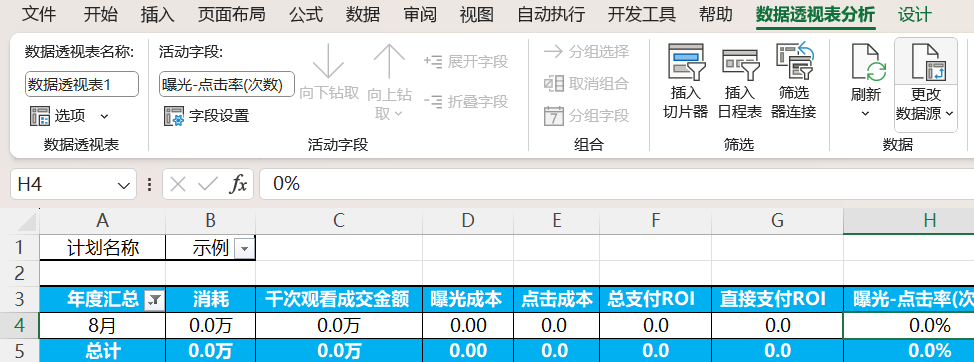 文件 开始 插入 页面布局 公式 数据 审阅 视图 自动执行 开发工具 帮助 数据透视表分析 设计
数据透视表名称:
数据透视表1
选项
数据透视表
活动字段:
曝光-点击率(次数)
字段设置
向下钻取
向上钻
取
展开字段
折叠字段
活动字段
分组选择
取消组合
分组字段
组合
插入
切片器
插入
日程表
筛选
器连接
筛选
刷新
更改
数据源
数据
H4 fx 0%
A B C D E F G H
1 计划名称 示例
2
3 年度汇总 消耗 千次观看成交金额 曝光成本 点击成本 总支付ROI 直接支付ROI 曝光-点击率(次
4 8月 0.0万 0.0万 0.00 0.0 0.0 0.0 0.0%
5 总计 0.0万 0.0万 0.00 0.0 0.0 0.0 0.0%